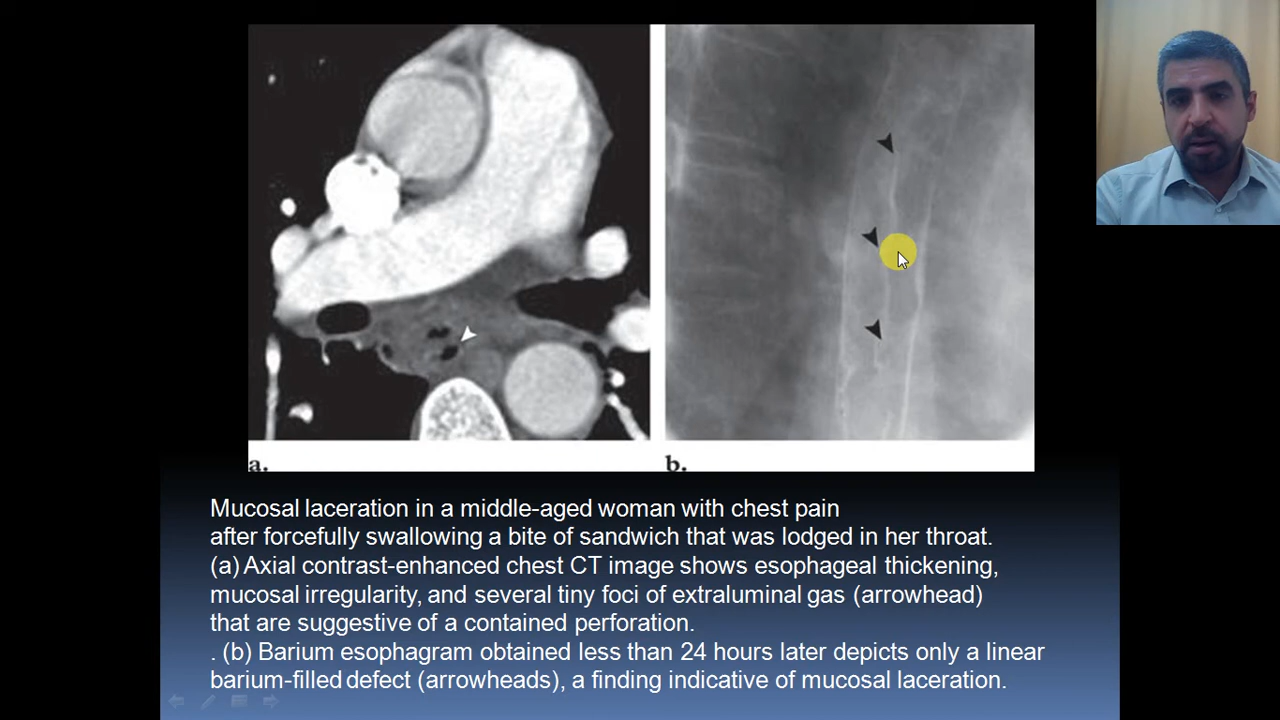 a.
b.
Mucosal laceration in a middle-aged woman with chest pain
after forcefully swallowing a bite of sandwich that was lodged in her throat.
(a) Axial contrast-enhanced chest CT image shows esophageal thickening,
mucosal irregularity, and several tiny foci of extraluminal gas (arrowhead)
that are suggestive of a contained perforation.
. (b) Barium esophagram obtained less than 24 hours later depicts only a linear
barium-filled defect (arrowheads), a finding indicative of mucosal laceration.